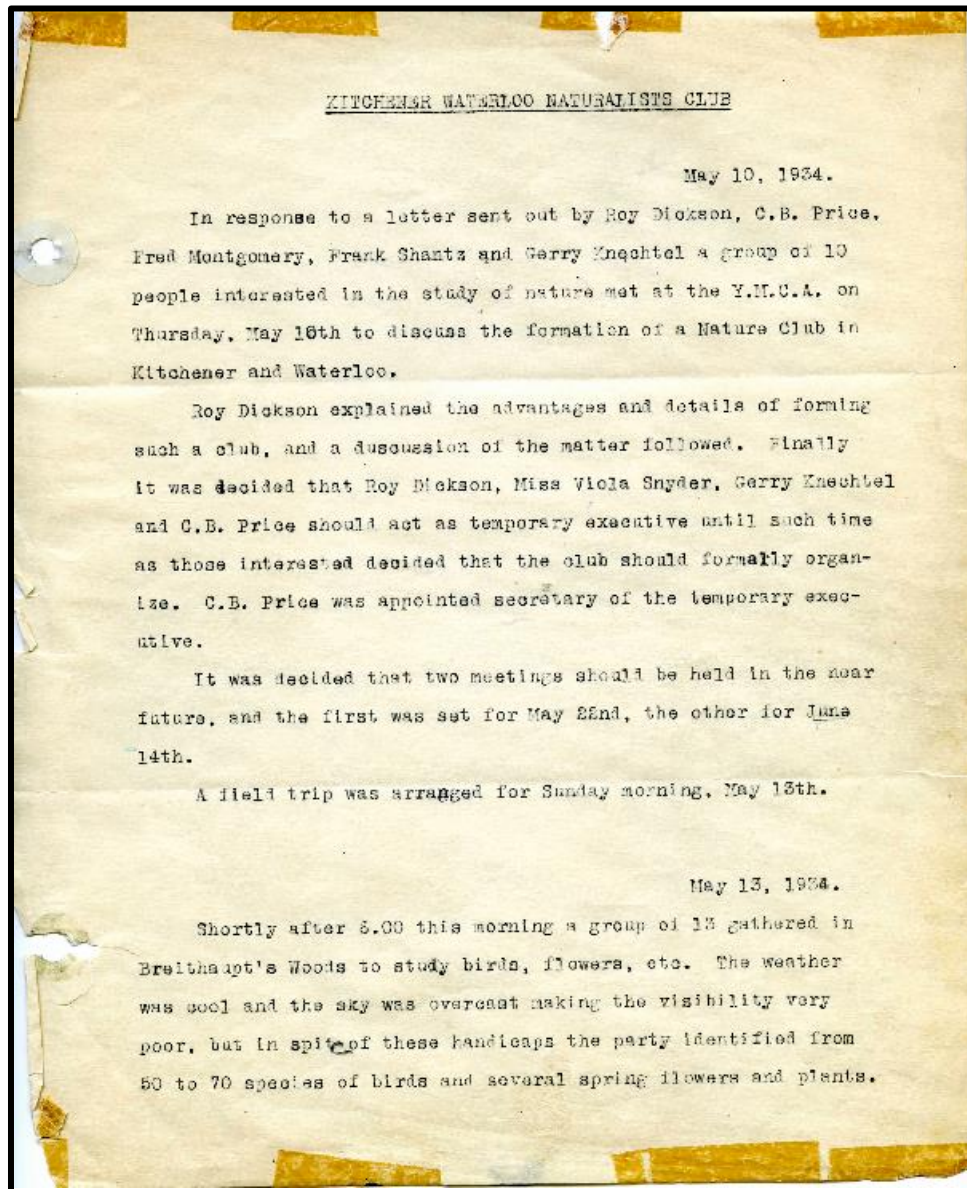 KITCHENER WATERLOO NATURALISTS CLUB
May 10, 1934.
In response to a letter sent out by Roy Dickson, C.B. Price,
Fred Montgomery, Frank Shantz and Gerry Knechtel a group of 10
people interested in the study of nature met at the Y.M.C.A. on
Thursday, May 10th to discuss the formation of a Nature Club in
Kitchener and Waterloo.
Roy Dickson explained the advantages and details of forming
such a club, and a duscussion of the matter followed. Finally
it was decided that Roy Dickson, Miss Viola Snyder, Gerry Knechtel
and C.B. Price should act as temporary executive until such time
as those interested decided that the club should formally organ-
ize. C.B. Price was appointed secretary of the temporary exec-
utive.
It was decided that two meetings should be held in the near
future, and the first was set for May 22nd, the other for June
14th.
A field trip was arranged for Sunday morning, May 13th.
May 13, 1934.
Shortly after 6.00 this morning a group of 13 gathered in
Breithaupt's Woods to study birds, flowers, etc. The weather
was cool and the sky was overcast making the visibility very
poor, but in spite of these handicaps the party identified from
50 to 70 species of birds and several spring flowers and plants.